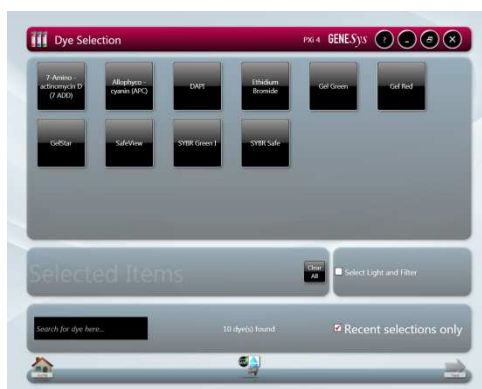 Dye Selection
PXi 4 GENESys ? - X
7-Amino -
actinomycin D
(7 ADD)
Allophyco -
cyanin (APC)
DAPI
Ethidium
Bromide
Gel Green
Gel Red
GelStar
SafeView
SYBR Green I
SYBR Safe
Selected Items
Clear
All
Select Light and Filter
Search for dye here...
10 dye(s) found
Recent selections only